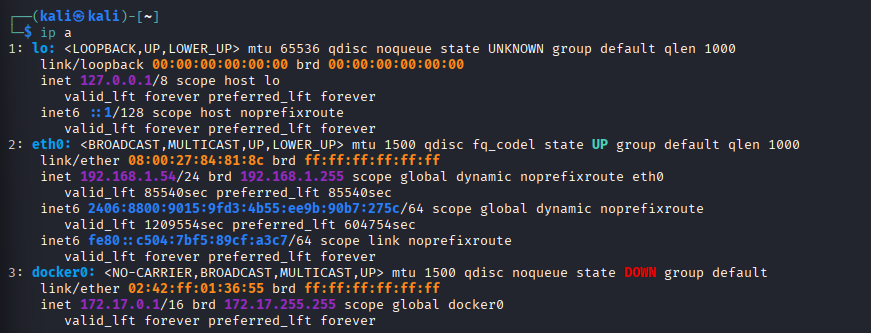 ┌──(kali㉿kali)-[~]
└─$ ip a
1: lo: <LOOPBACK,UP,LOWER_UP> mtu 65536 qdisc noqueue state UNKNOWN group default qlen 1000
    link/loopback 00:00:00:00:00:00 brd 00:00:00:00:00:00
    inet 127.0.0.1/8 scope host lo
       valid_lft forever preferred_lft forever
    inet6 ::1/128 scope host noprefixroute
       valid_lft forever preferred_lft forever
2: eth0: <BROADCAST,MULTICAST,UP,LOWER_UP> mtu 1500 qdisc fq_codel state UP group default qlen 1000
    link/ether 08:00:27:84:81:8c brd ff:ff:ff:ff:ff:ff
    inet 192.168.1.54/24 brd 192.168.1.255 scope global dynamic noprefixroute eth0
       valid_lft 85540sec preferred_lft 85540sec
    inet6 2406:8800:9015:9fd3:4b55:ee9b:90b7:275c/64 scope global dynamic noprefixroute
       valid_lft 1209554sec preferred_lft 604754sec
    inet6 fe80::c504:7bf5:89cf:a3c7/64 scope link noprefixroute
       valid_lft forever preferred_lft forever
3: docker0: <NO-CARRIER,BROADCAST,MULTICAST,UP> mtu 1500 qdisc noqueue state DOWN group default
    link/ether 02:42:ff:01:36:55 brd ff:ff:ff:ff:ff:ff
    inet 172.17.0.1/16 brd 172.17.255.255 scope global docker0
       valid_lft forever preferred_lft forever